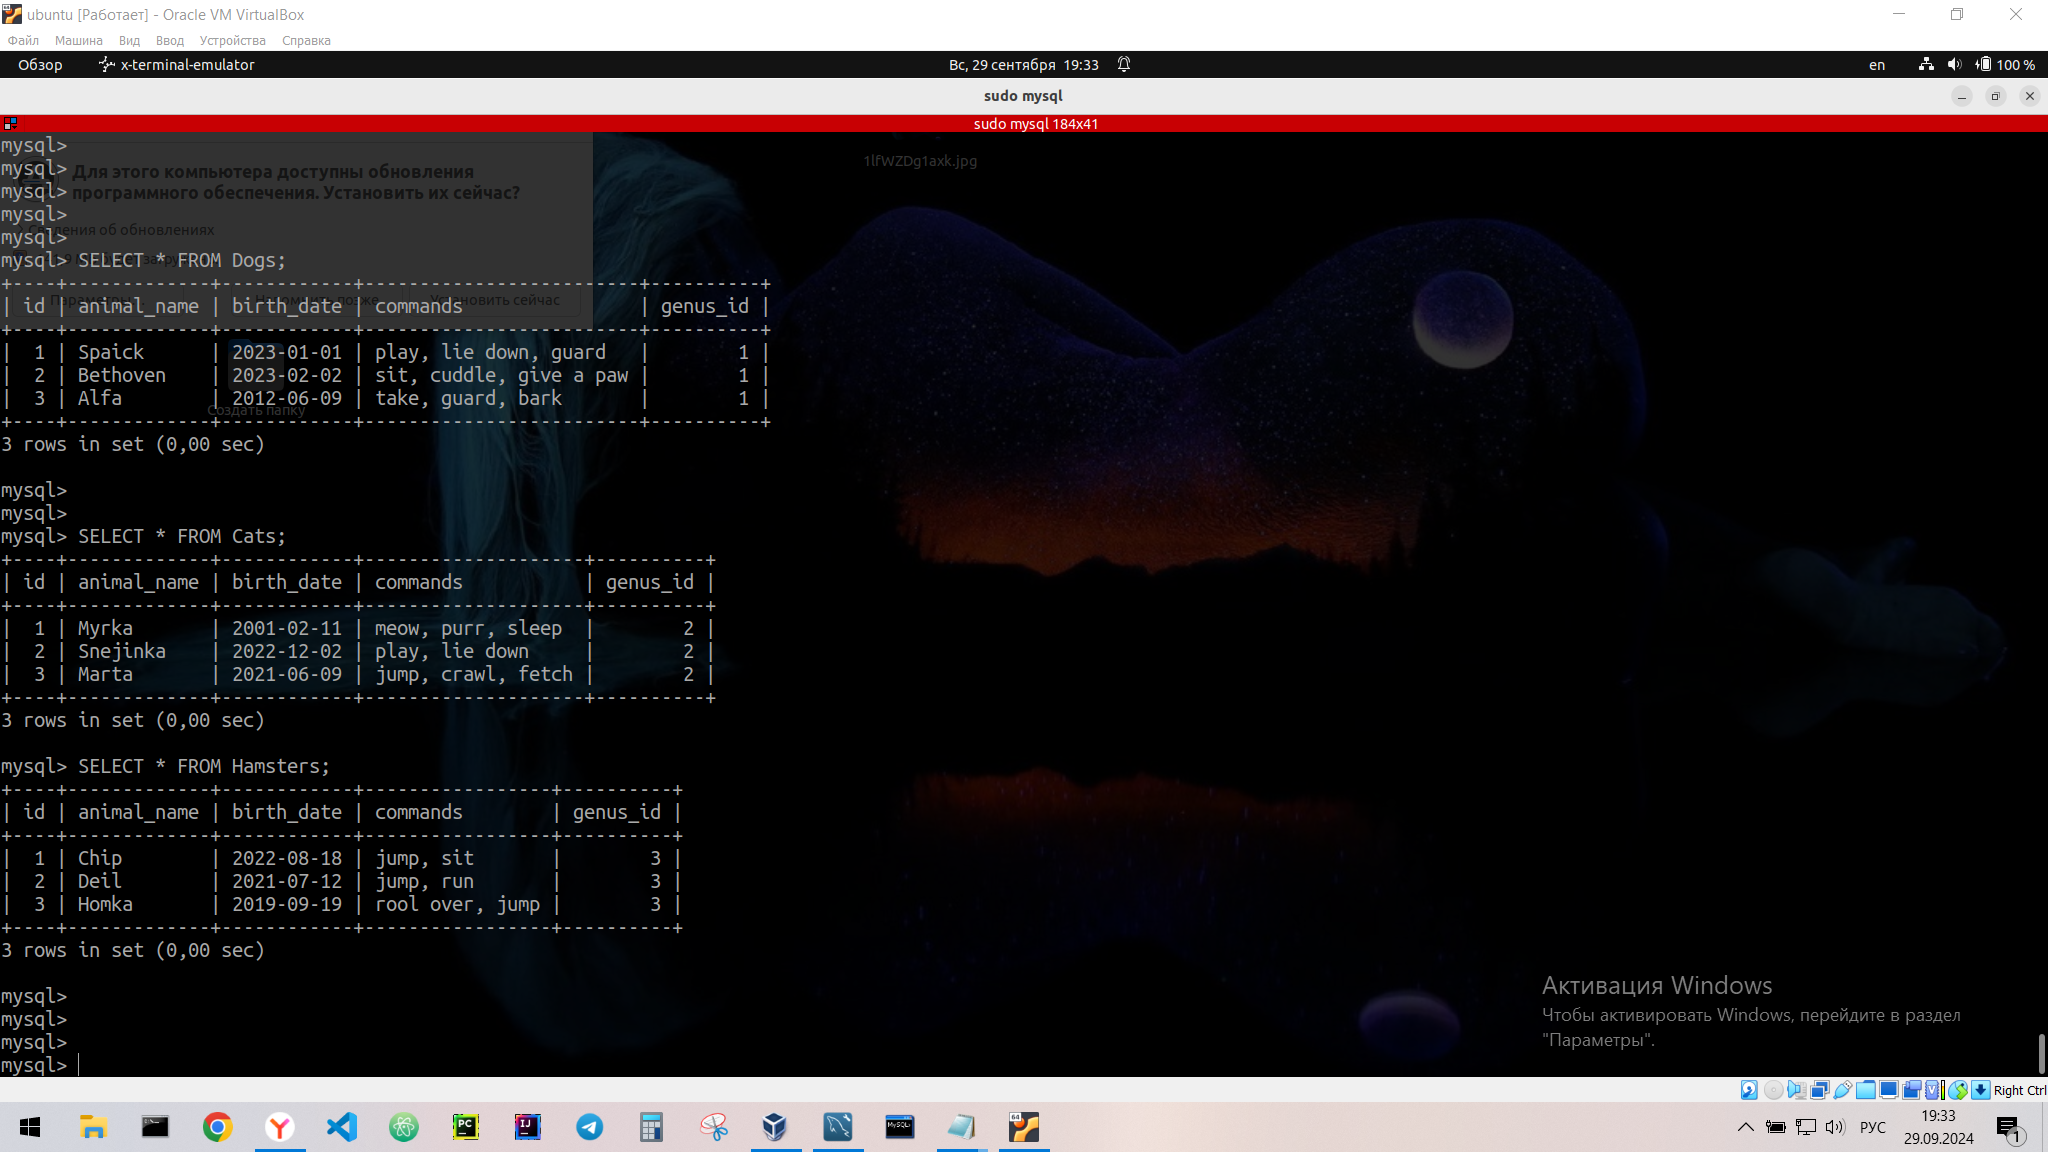 ubuntu [Работает] - Oracle VM VirtualBox
Файл Машина Вид Ввод Устройства Справка
Обзор x-terminal-emulator Вс, 29 сентября 19:33 en 100 %
sudo mysql
sudo mysql 184x41
mysql>
1lfWZDg1axk.jpg
mysql>
Для этого компьютера доступны обновления
программного обеспечения. Установить их сейчас?
mysql>
mysql>
Сведения об обновлениях
mysql>
mysql> SELECT * FROM Dogs;
+----+-------------+------------+-------------------------+----------+
Напомнить позже Установить сейчас
| id | animal_name | birth_date | commands                | genus_id |
+----+-------------+------------+-------------------------+----------+
|  1 | Spaick      | 2023-01-01 | play, lie down, guard   |        1 |
|  2 | Bethoven    | 2023-02-02 | sit, cuddle, give a paw |        1 |
|  3 | Alfa        | 2012-06-09 | take, guard, bark       |        1 |
Создать папку
+----+-------------+------------+-------------------------+----------+
3 rows in set (0,00 sec)
mysql>
mysql>
mysql> SELECT * FROM Cats;
+----+-------------+------------+--------------------+----------+
| id | animal_name | birth_date | commands           | genus_id |
+----+-------------+------------+--------------------+----------+
|  1 | Myrka       | 2001-02-11 | meow, purr, sleep  |        2 |
|  2 | Snejinka    | 2022-12-02 | play, lie down     |        2 |
|  3 | Marta       | 2021-06-09 | jump, crawl, fetch |        2 |
+----+-------------+------------+--------------------+----------+
3 rows in set (0,00 sec)
mysql> SELECT * FROM Hamsters;
+----+-------------+------------+-----------------+----------+
| id | animal_name | birth_date | commands        | genus_id |
+----+-------------+------------+-----------------+----------+
|  1 | Chip        | 2022-08-18 | jump, sit       |        3 |
|  2 | Deil        | 2021-07-12 | jump, run       |        3 |
|  3 | Homka       | 2019-09-19 | rool over, jump |        3 |
+----+-------------+------------+-----------------+----------+
3 rows in set (0,00 sec)
mysql>
mysql>
mysql>
mysql>
Активация Windows
Чтобы активировать Windows, перейдите в раздел
"Параметры".
Right Ctrl
РУС
19:33
29.09.2024
1